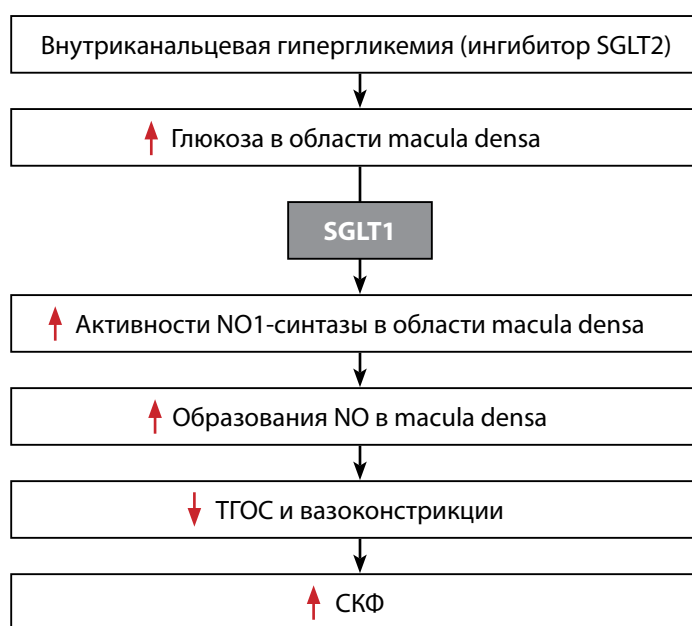 Внутриканальцевая гипергликемия (ингибитор SGLT2)
Глюкоза в области macula densa
SGLT1
Активности NO1-синтазы в области macula densa
Образования NO в macula densa
ТГОС и вазоконстрикции
СКФ